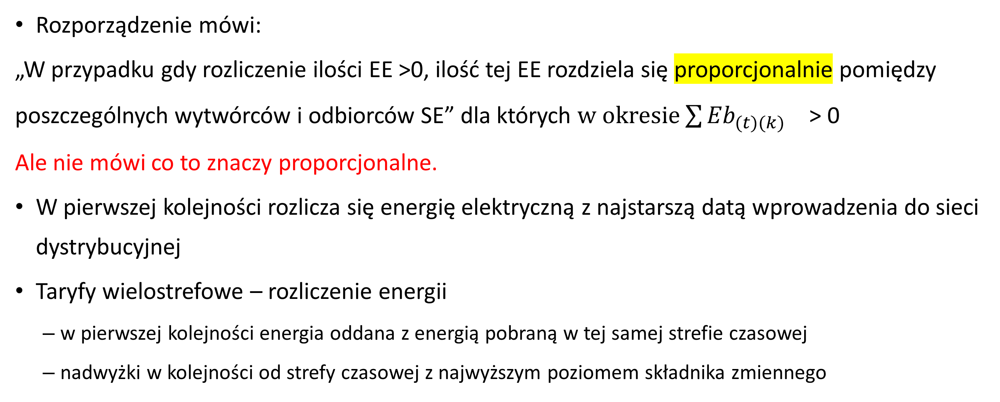 • Rozporządzenie mówi:
„W przypadku gdy rozliczenie ilości EE >0, ilość tej EE rozdziela się proporcjonalnie pomiędzy
poszczególnych wytwórców i odbiorców SE” dla których w okresie ∑ Eb(t)(k) > 0
Ale nie mówi co to znaczy proporcjonalne.
• W pierwszej kolejności rozlicza się energię elektryczną z najstarszą datą wprowadzenia do sieci
dystrybucyjnej
• Taryfy wielostrefowe – rozliczenie energii
– w pierwszej kolejności energia oddana z energią pobraną w tej samej strefie czasowej
– nadwyżki w kolejności od strefy czasowej z najwyższym poziomem składnika zmiennego